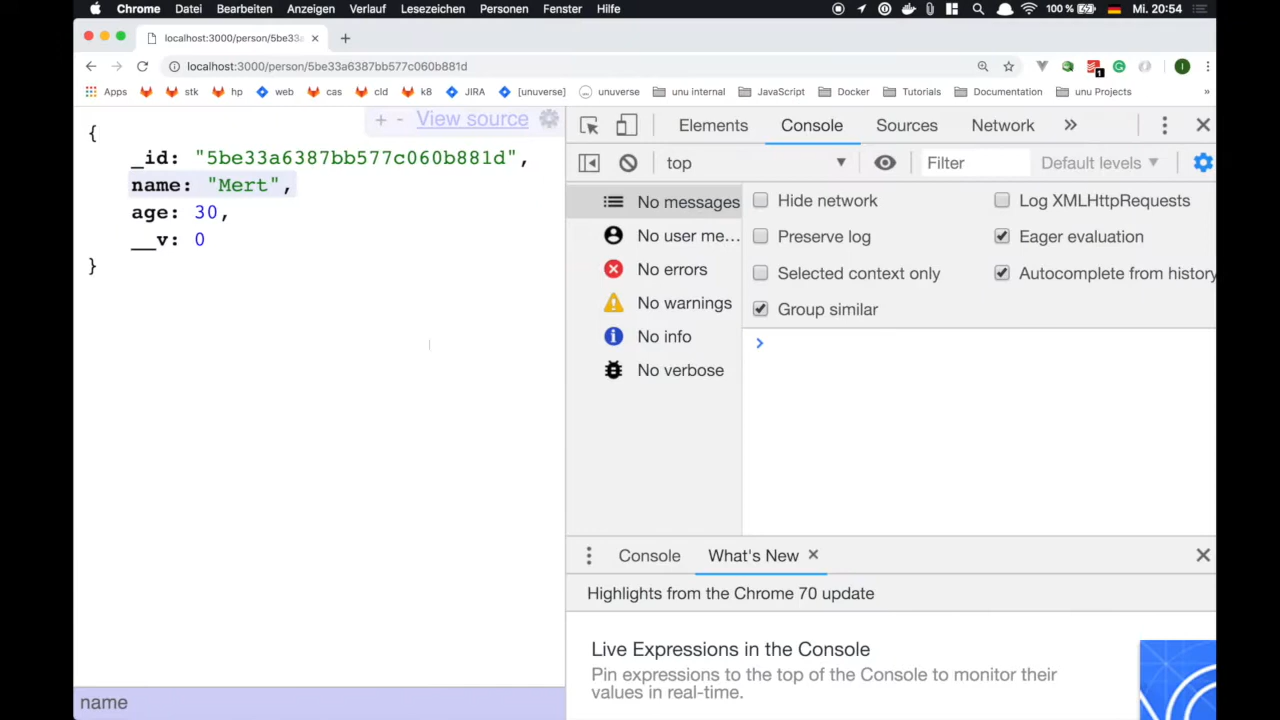 Chrome Datei Bearbeiten Anzeigen Verlauf Lesezeichen Personen Fenster Hilfe 100 % Mi. 20:54
localhost:3000/person/5be33a
localhost:3000/person/5be33a6387bb577c060b881d
Apps stk hp web cas cld k8 JIRA [unuverse] unuverse unu internal JavaScript Docker Tutorials Documentation unu Projects »
+ - View source
{
_id: "5be33a6387bb577c060b881d",
name: "Mert",
age: 30,
__v: 0
}
name
Elements Console Sources Network »
top Filter Default levels
No messages
No user me…
No errors
No warnings
No info
No verbose
Hide network Log XMLHttpRequests
Preserve log Eager evaluation
Selected context only Autocomplete from history
Group similar
Console What's New
Highlights from the Chrome 70 update
Live Expressions in the Console
Pin expressions to the top of the Console to monitor their
values in real-time.